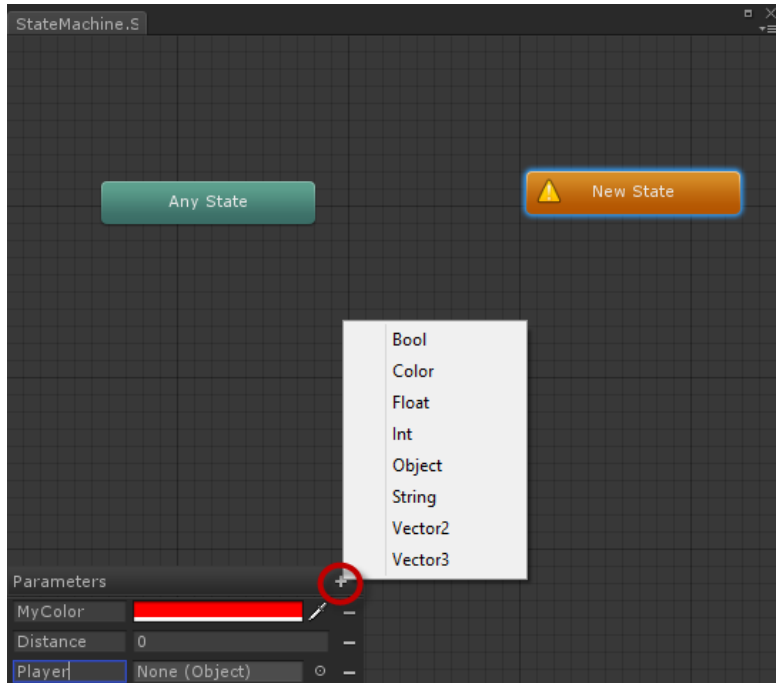 StateMachine.S
Any State
New State
Bool
Color
Float
Int
Object
String
Vector2
Vector3
Parameters
MyColor
Distance 0
Player None (Object)